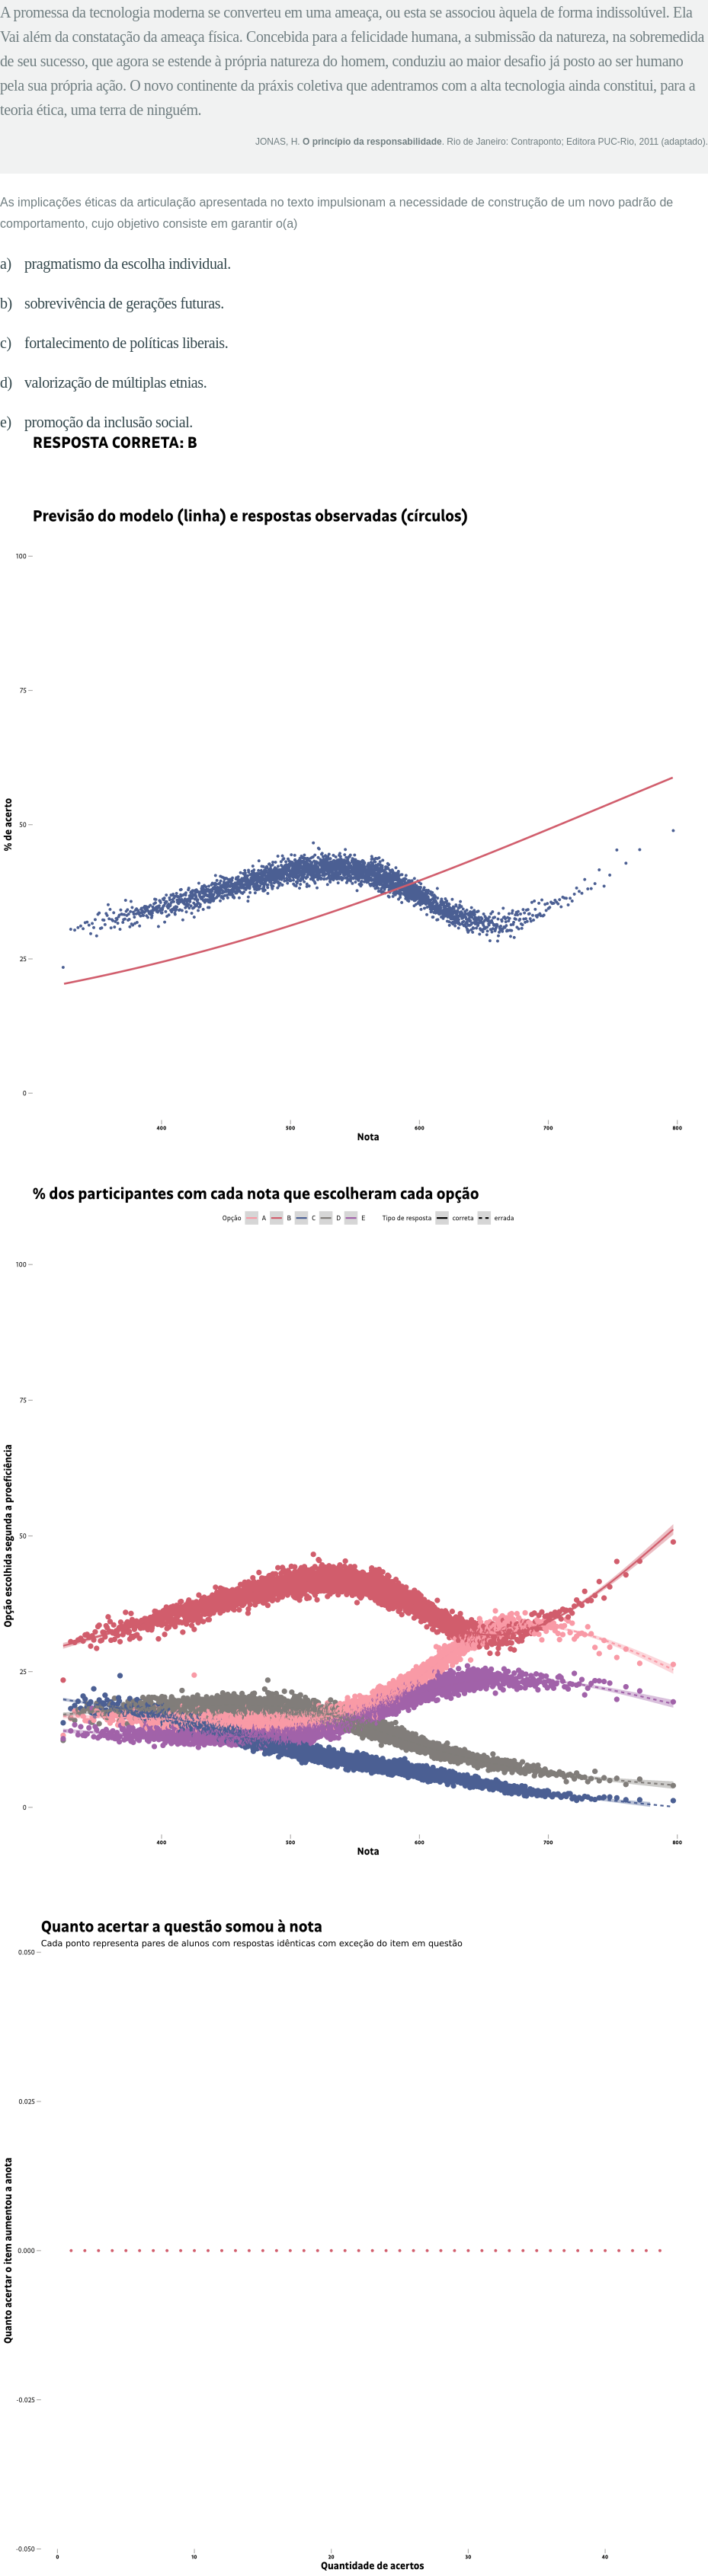 A promessa da tecnologia moderna se converteu em uma ameaça, ou esta se associou àquela de forma indissolúvel. Ela
Vai além da constatação da ameaça física. Concebida para a felicidade humana, a submissão da natureza, na sobremedida
de seu sucesso, que agora se estende à própria natureza do homem, conduziu ao maior desafio já posto ao ser humano
pela sua própria ação. O novo continente da práxis coletiva que adentramos com a alta tecnologia ainda constitui, para a
teoria ética, uma terra de ninguém.
JONAS, H. O princípio da responsabilidade. Rio de Janeiro: Contraponto; Editora PUC-Rio, 2011 (adaptado).
As implicações éticas da articulação apresentada no texto impulsionam a necessidade de construção de um novo padrão de
comportamento, cujo objetivo consiste em garantir o(a)
a) pragmatismo da escolha individual.
b) sobrevivência de gerações futuras.
c) fortalecimento de políticas liberais.
d) valorização de múltiplas etnias.
e) promoção da inclusão social.
RESPOSTA CORRETA: B
Previsão do modelo (linha) e respostas observadas (círculos)
100
75
50
25
0
% de acerto
400 500 600 700 800
Nota
% dos participantes com cada nota que escolheram cada opção
Opção A B C D E Tipo de resposta correta errada
100
75
50
25
0
Opção escolhida segunda a proeficiência
400 500 600 700 800
Nota
Quanto acertar a questão somou à nota
Cada ponto representa pares de alunos com respostas idênticas com exceção do item em questão
0.050
0.025
0.000
-0.025
-0.050
Quanto acertar o item aumentou a anota
0 10 20 30 40
Quantidade de acertos